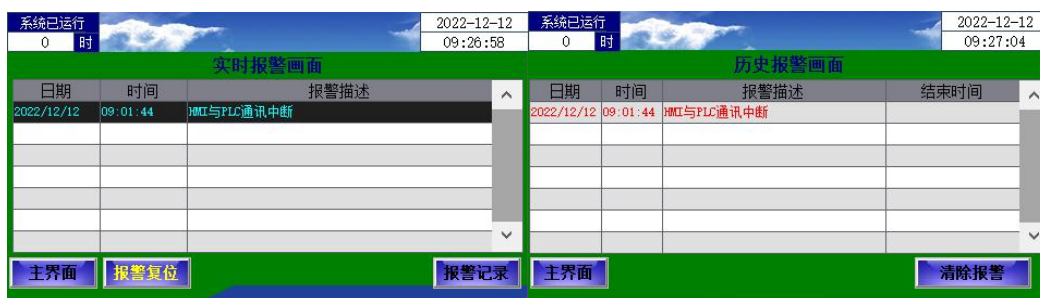 系统已运行
0 时
2022-12-12
09:26:58
实时报警画面
日期 时间 报警描述
2022/12/12 09:01:44 HMI与PLC通讯中断
主界面 报警复位 报警记录
系统已运行
0 时
2022-12-12
09:27:04
历史报警画面
日期 时间 报警描述 结束时间
2022/12/12 09:01:44 HMI与PLC通讯中断
主界面 清除报警